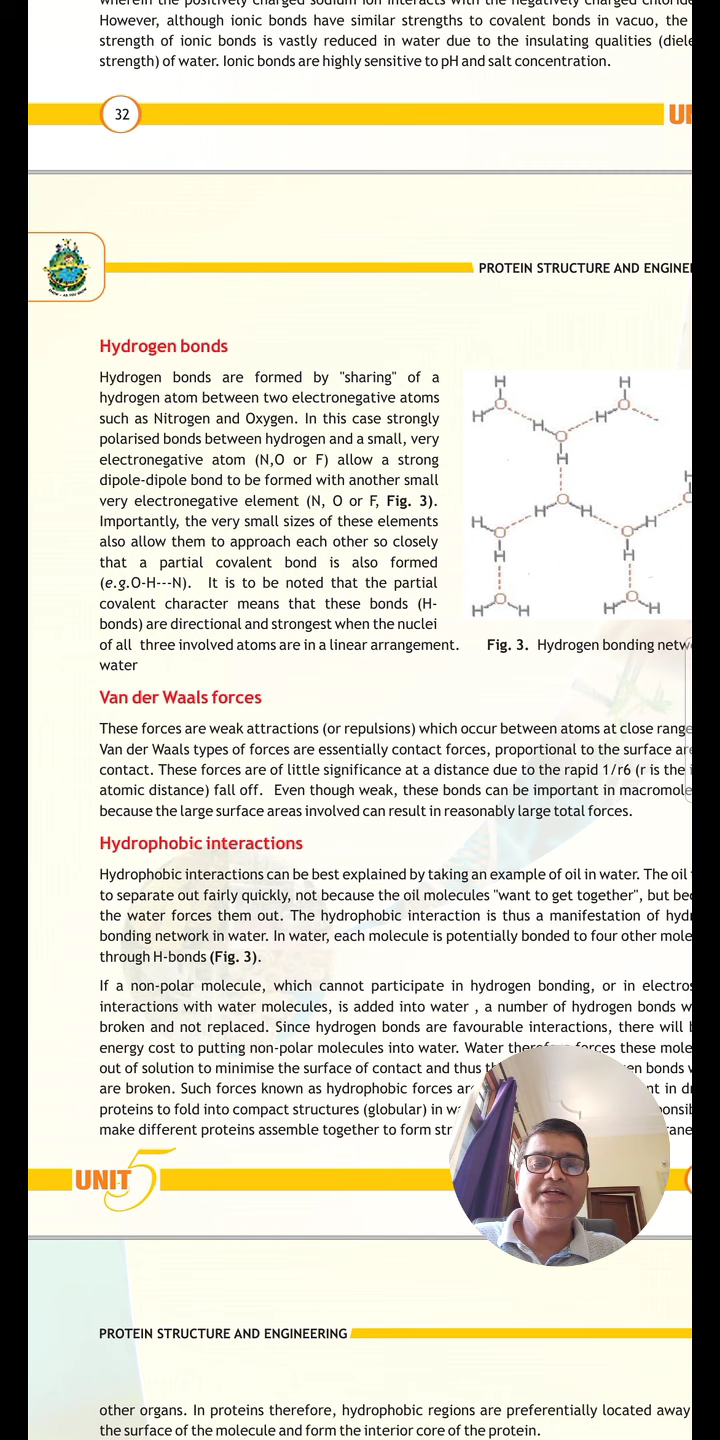 wherein the positively charged sodium ion interacts with the negatively charged
However, although ionic bonds have similar strengths to covalent bonds in vacuo, the
strength of ionic bonds is vastly reduced in water due to the insulating qualities (diele
strength) of water. Ionic bonds are highly sensitive to pH and salt concentration.
32
PROTEIN STRUCTURE AND ENGINE
Hydrogen bonds
Hydrogen bonds are formed by "sharing" of a
hydrogen atom between two electronegative atoms
such as Nitrogen and Oxygen. In this case strongly
polarised bonds between hydrogen and a small, very
electronegative atom (N,O or F) allow a strong
dipole-dipole bond to be formed with another small
very electronegative element (N, O or F, Fig. 3).
Importantly, the very small sizes of these elements
also allow them to approach each other so closely
that a partial covalent bond is also formed
(e.g.O-H---N). It is to be noted that the partial
covalent character means that these bonds (H-
bonds) are directional and strongest when the nuclei
of all three involved atoms are in a linear arrangement.
Fig. 3. Hydrogen bonding netw
water
Van der Waals forces
These forces are weak attractions (or repulsions) which occur between atoms at close range
Van der Waals types of forces are essentially contact forces, proportional to the surface are
contact. These forces are of little significance at a distance due to the rapid 1/r6 (r is the
atomic distance) fall off. Even though weak, these bonds can be important in macromole
because the large surface areas involved can result in reasonably large total forces.
Hydrophobic interactions
Hydrophobic interactions can be best explained by taking an example of oil in water. The oil
to separate out fairly quickly, not because the oil molecules "want to get together", but bec
the water forces them out. The hydrophobic interaction is thus a manifestation of hydr
bonding network in water. In water, each molecule is potentially bonded to four other mole
through H-bonds (Fig. 3).
If a non-polar molecule, which cannot participate in hydrogen bonding, or in electros
interactions with water molecules, is added into water , a number of hydrogen bonds w
broken and not replaced. Since hydrogen bonds are favourable interactions, there will b
energy cost to putting non-polar molecules into water. Water therefore forces these mole
out of solution to minimise the surface of contact and thus t en bonds w
are broken. Such forces known as hydrophobic forces are nt in dr
proteins to fold into compact structures (globular) in wa ponsib
make different proteins assemble together to form str rane
UNIT 5
PROTEIN STRUCTURE AND ENGINEERING
other organs. In proteins therefore, hydrophobic regions are preferentially located away
the surface of the molecule and form the interior core of the protein.